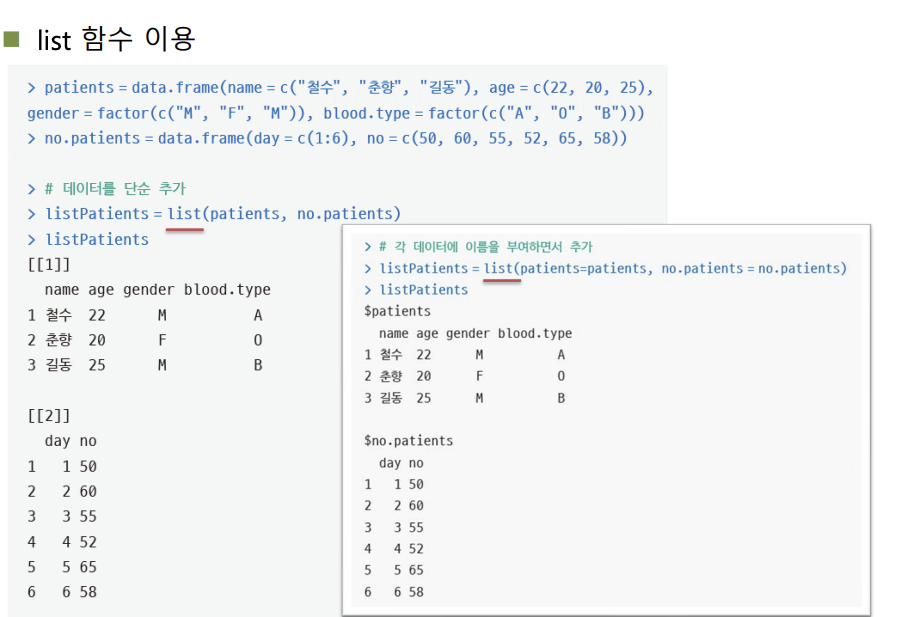 list 함수 이용
> patients = data.frame(name = c("철수", "춘향", "길동"), age = c(22, 20, 25),
gender = factor(c("M", "F", "M")), blood.type = factor(c("A", "O", "B")))
> no.patients = data.frame(day = c(1:6), no = c(50, 60, 55, 52, 65, 58))
> # 데이터를 단순 추가
> listPatients = list(patients, no.patients)
> listPatients
[[1]]
name age gender blood.type
1 철수 22 M A
2 춘향 20 F O
3 길동 25 M B
[[2]]
day no
1 1 50
2 2 60
3 3 55
4 4 52
5 5 65
6 6 58
> # 각 데이터에 이름을 부여하면서 추가
> listPatients = list(patients=patients, no.patients = no.patients)
> listPatients
$patients
name age gender blood.type
1 철수 22 M A
2 춘향 20 F O
3 길동 25 M B
$no.patients
day no
1 1 50
2 2 60
3 3 55
4 4 52
5 5 65
6 6 58